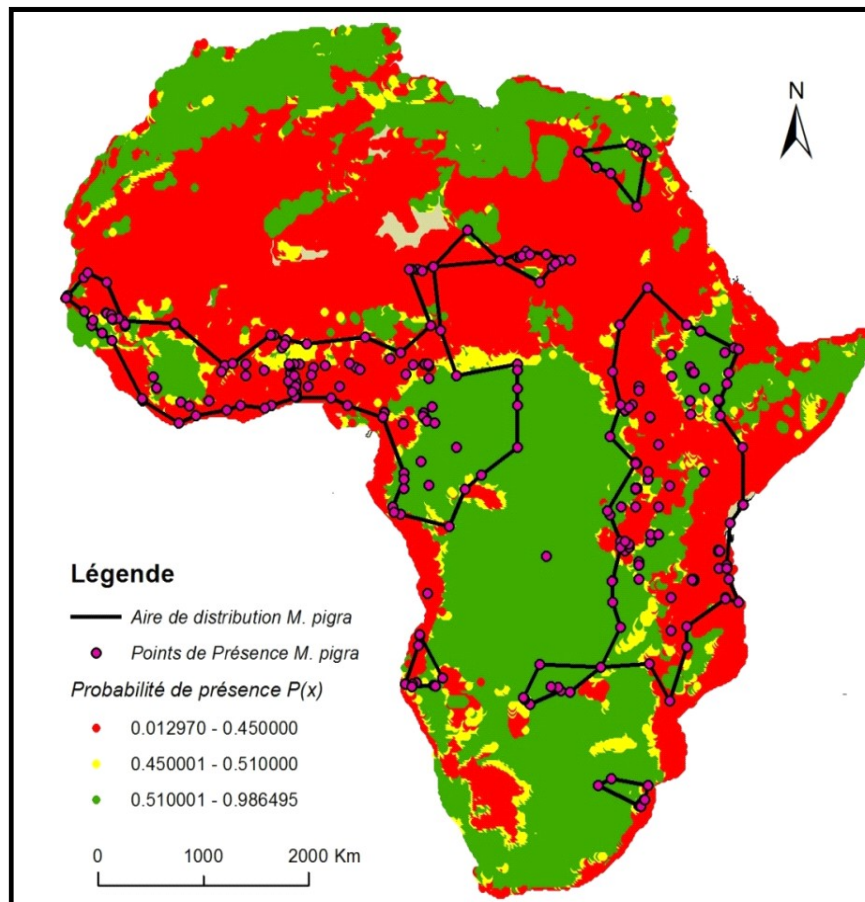 N
Légende
Aire de distribution M. pigra
Points de Présence M. pigra
Probabilité de présence P(x)
0.012970 - 0.450000
0.450001 - 0.510000
0.510001 - 0.986495
0 1000 2000 Km